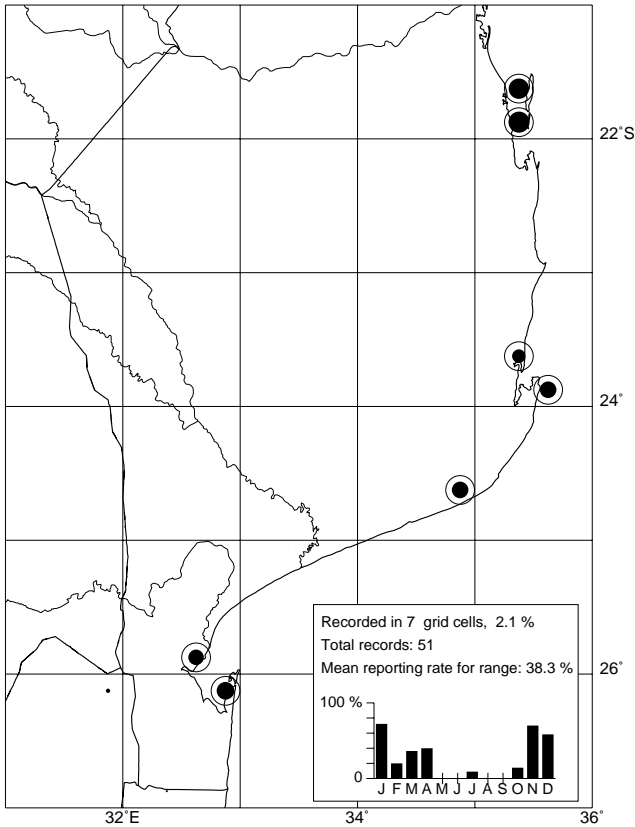 22°S
24°
26°
Recorded in 7 grid cells, 2.1 %
Total records: 51
Mean reporting rate for range: 38.3 %
100 %
0
J F M A M J J A S O N D
32°E 34° 36°